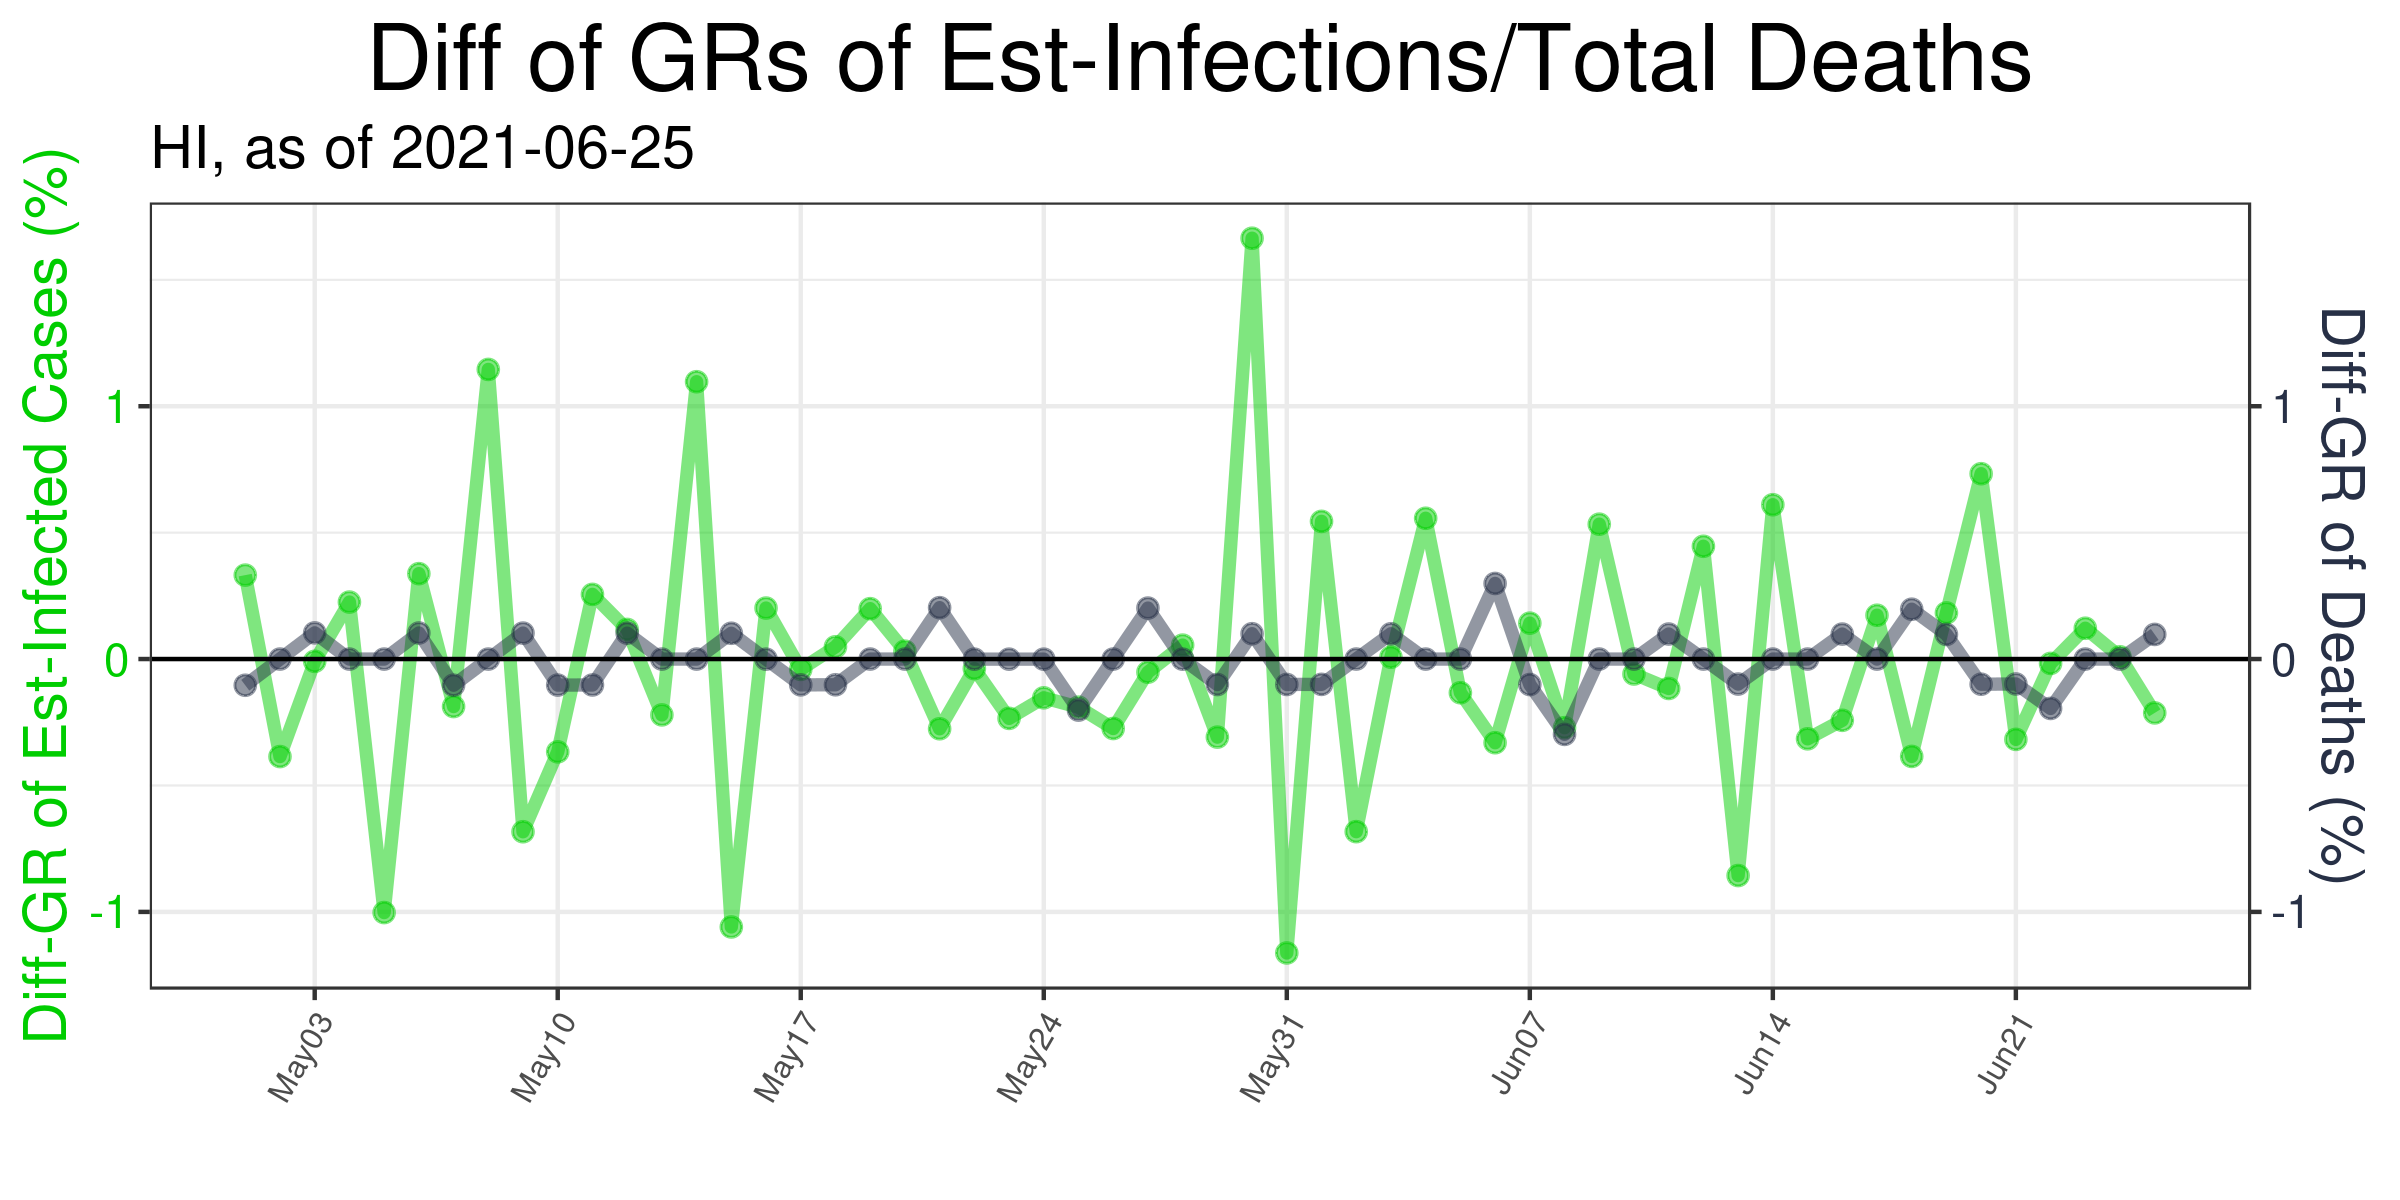 Diff of GRs of Est-Infections/Total Deaths
HI, as of 2021-06-25
Diff-GR of Est-Infected Cases (%)
1
0
-1
1
0
-1
Diff-GR of Deaths (%)
May03
May10
May17
May24
May31
Jun07
Jun14
Jun21